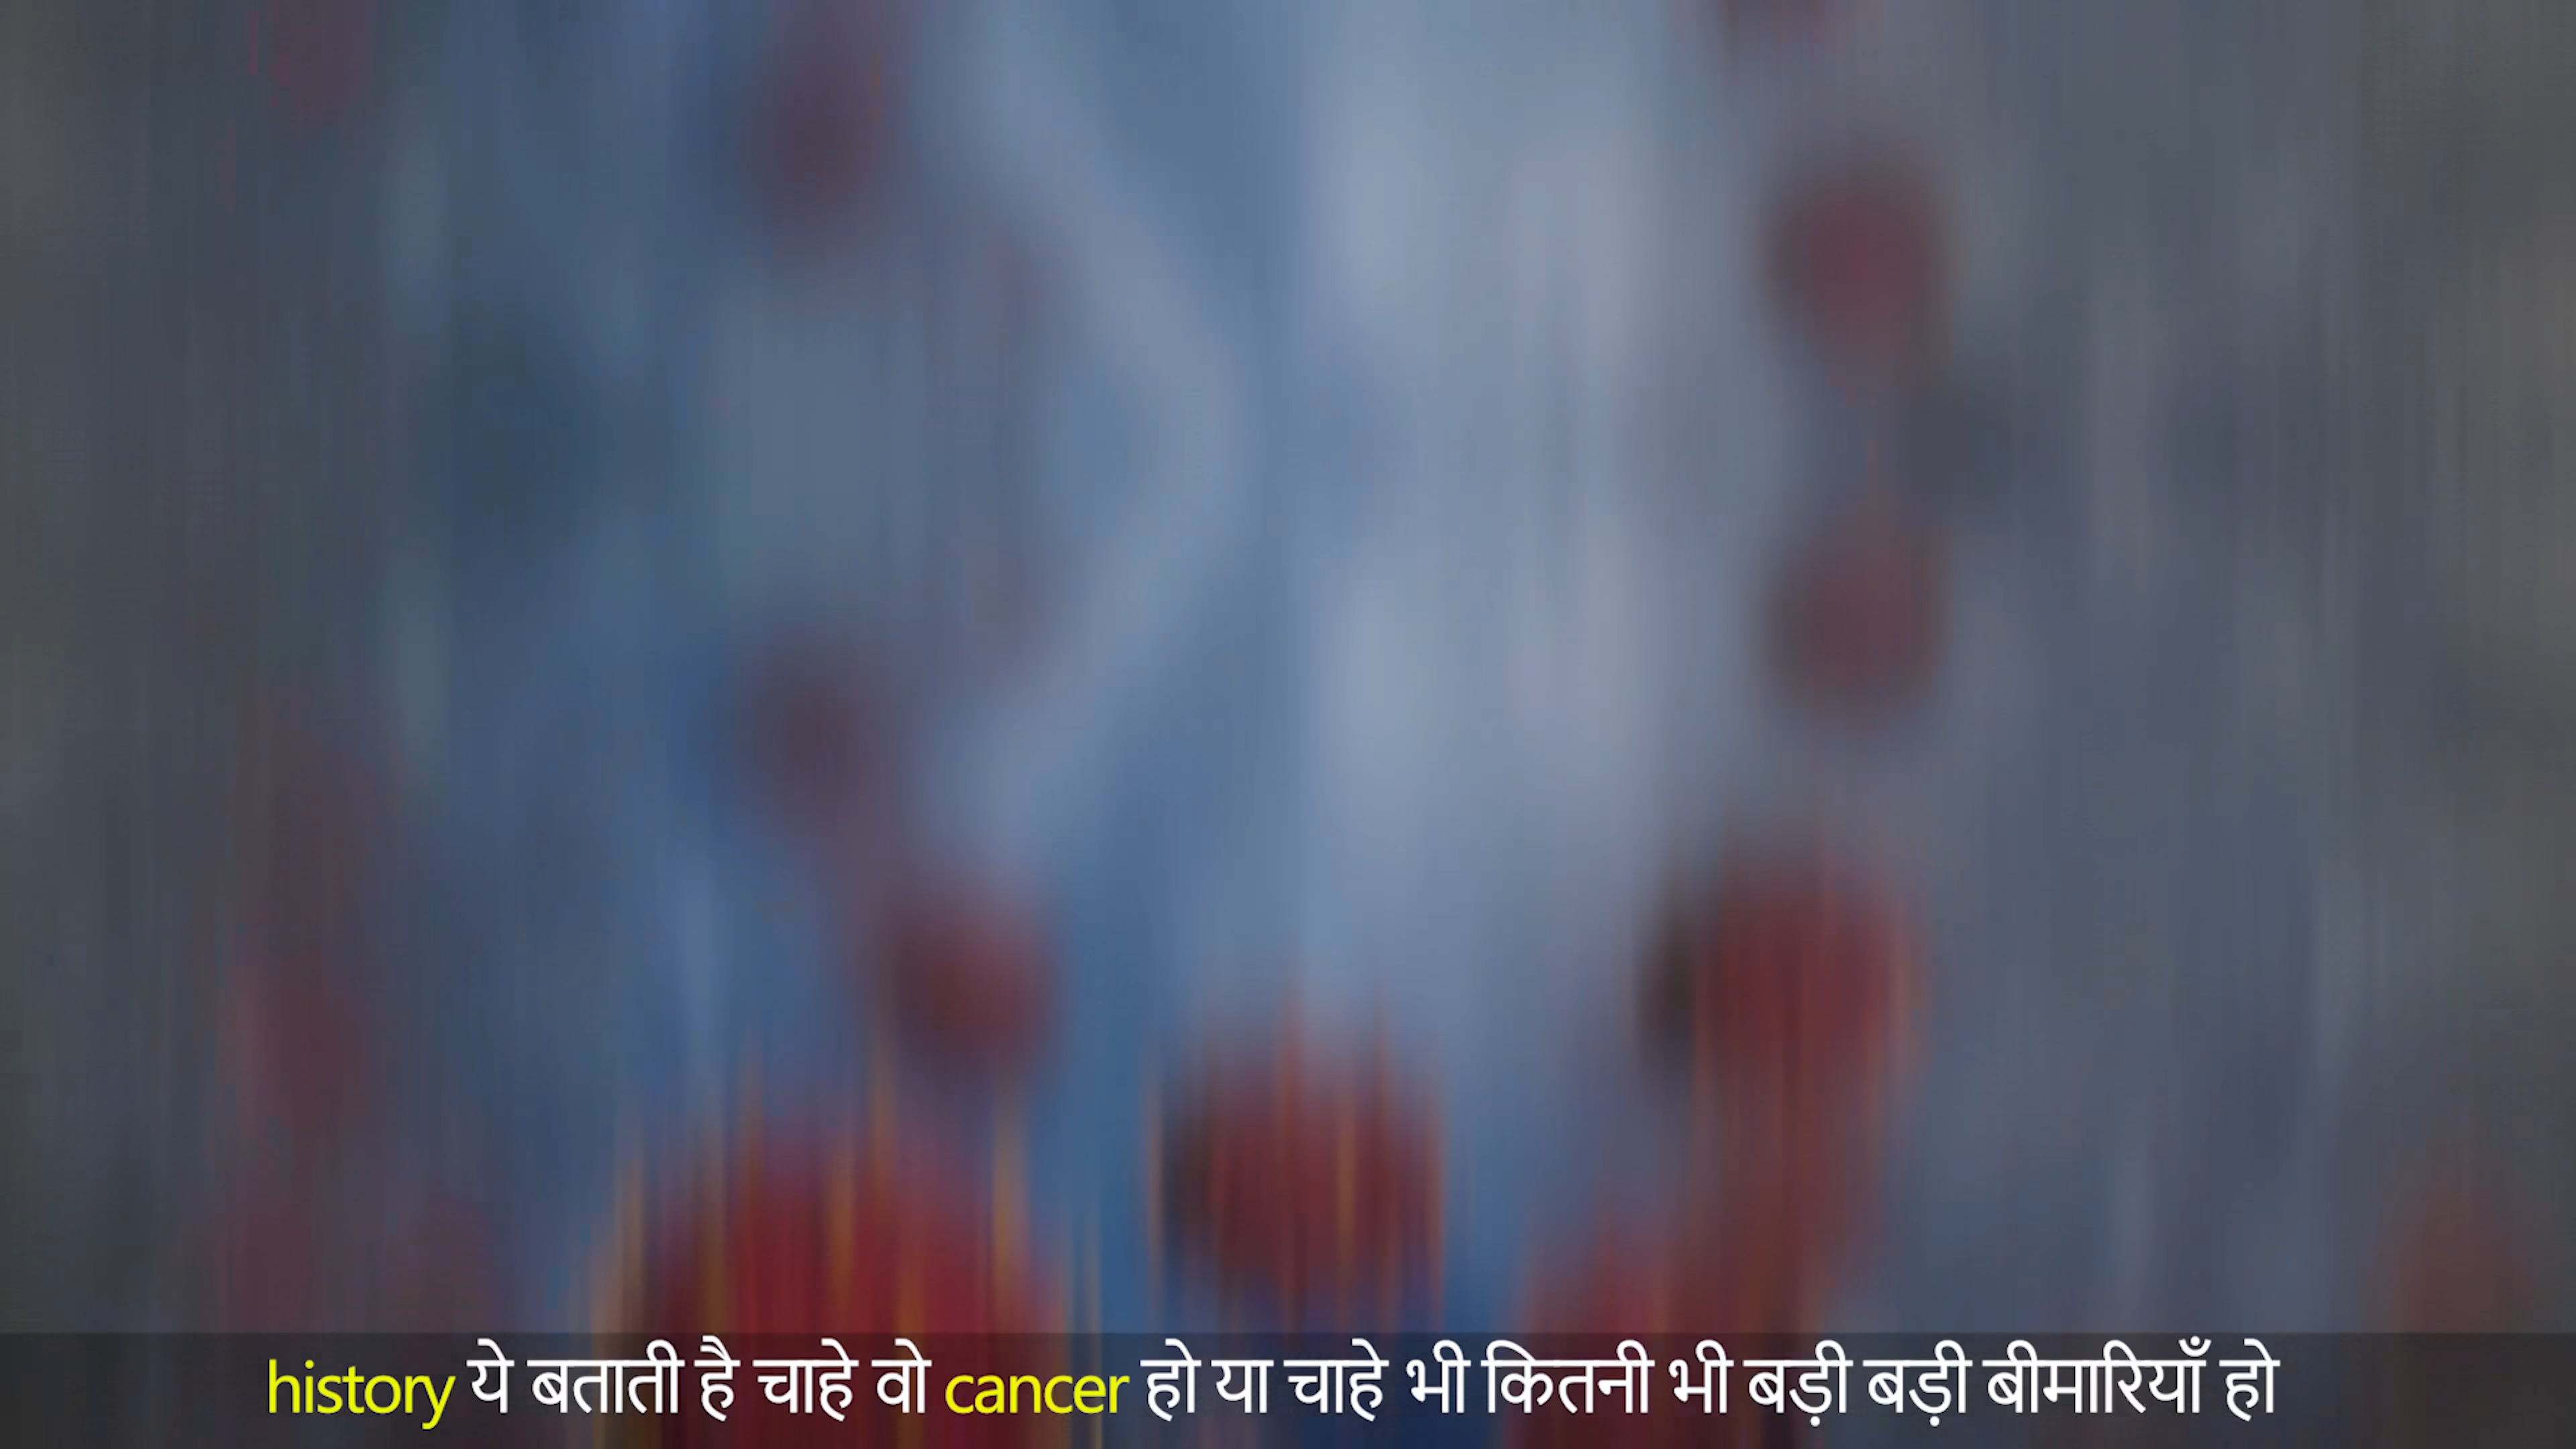 history ये बताती है चाहे वो cancer हो या चाहे भी कितनी भी बड़ी बड़ी बीमारियाँ हो